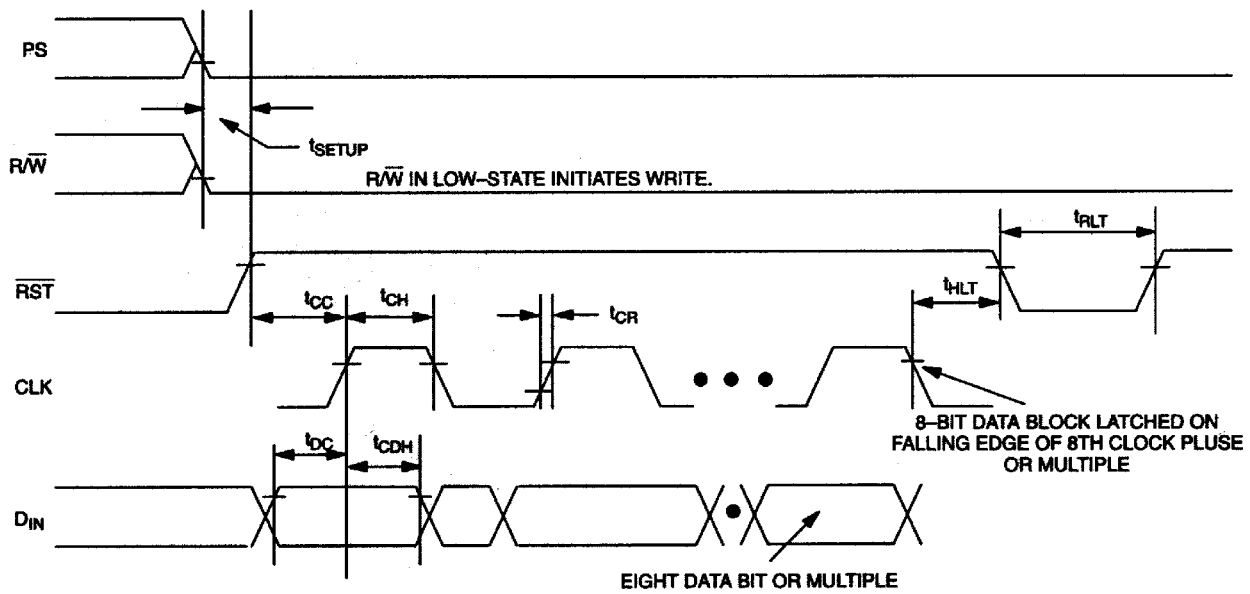 PS
tSETUP
R/W̅
R/W̅ IN LOW–STATE INITIATES WRITE.
tRLT
R̅S̅T̅
tCC
tCH
tCR
tHLT
CLK
8–BIT DATA BLOCK LATCHED ON
FALLING EDGE OF 8TH CLOCK PLUSE
OR MULTIPLE
tDC
tCDH
DIN
EIGHT DATA BIT OR MULTIPLE